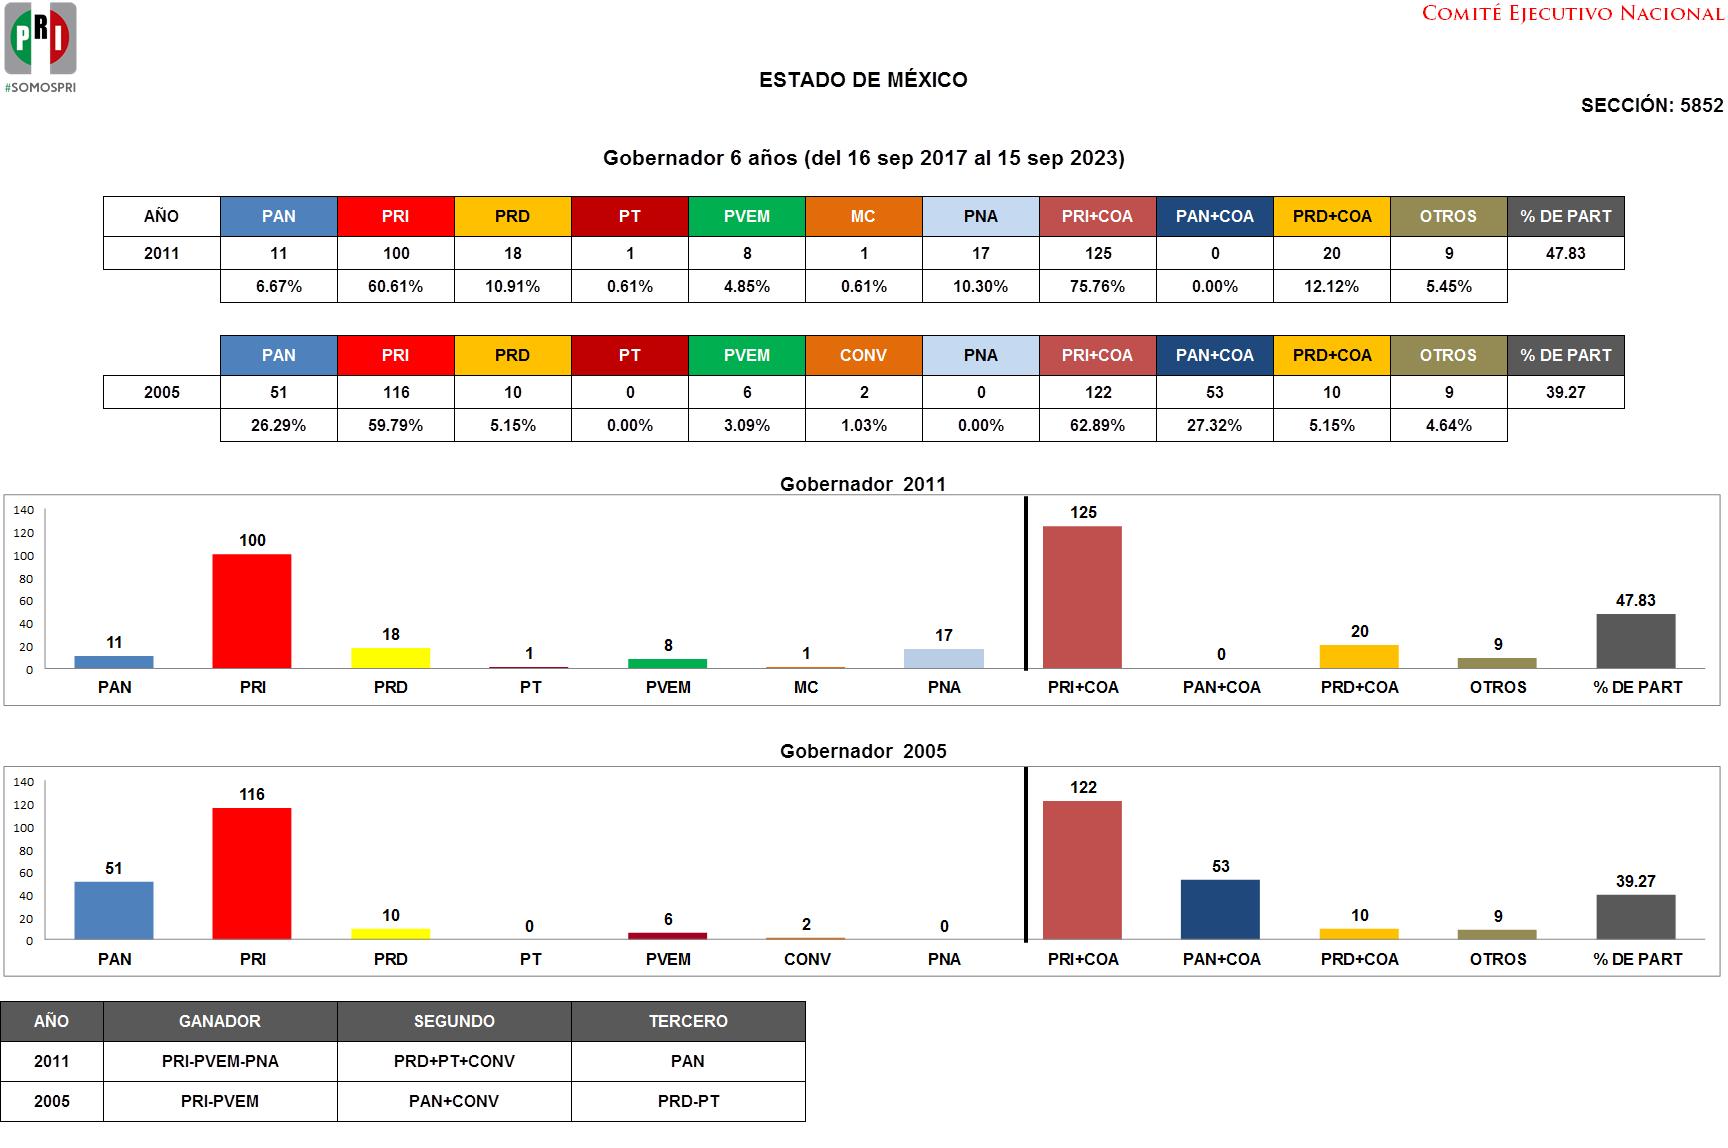 PRI
#SOMOSPRI
COMITÉ EJECUTIVO NACIONAL
ESTADO DE MÉXICO
SECCIÓN: 5852
Gobernador 6 años (del 16 sep 2017 al 15 sep 2023)
AÑO PAN PRI PRD PT PVEM MC PNA PRI+COA PAN+COA PRD+COA OTROS % DE PART
2011 11 100 18 1 8 1 17 125 0 20 9 47.83
6.67% 60.61% 10.91% 0.61% 4.85% 0.61% 10.30% 75.76% 0.00% 12.12% 5.45%
PAN PRI PRD PT PVEM CONV PNA PRI+COA PAN+COA PRD+COA OTROS % DE PART
2005 51 116 10 0 6 2 0 122 53 10 9 39.27
26.29% 59.79% 5.15% 0.00% 3.09% 1.03% 0.00% 62.89% 27.32% 5.15% 4.64%
Gobernador 2011
140
120
100
80
60
40
20
0
11 100 18 1 8 1 17 125 0 20 9 47.83
PAN PRI PRD PT PVEM MC PNA PRI+COA PAN+COA PRD+COA OTROS % DE PART
Gobernador 2005
140
120
100
80
60
40
20
0
51 116 10 0 6 2 0 122 53 10 9 39.27
PAN PRI PRD PT PVEM CONV PNA PRI+COA PAN+COA PRD+COA OTROS % DE PART
AÑO GANADOR SEGUNDO TERCERO
2011 PRI-PVEM-PNA PRD+PT+CONV PAN
2005 PRI-PVEM PAN+CONV PRD-PT